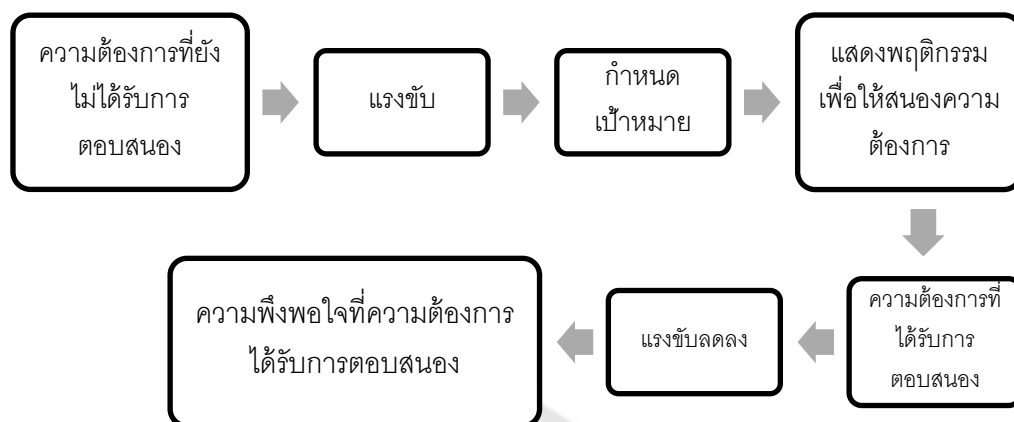 ความต้องการที่ยัง
ไม่ได้รับการ
ตอบสนอง
แรงขับ
กำหนด
เป้าหมาย
แสดงพฤติกรรม
เพื่อให้สนองความ
ต้องการ
ความต้องการที่
ได้รับการ
ตอบสนอง
แรงขับลดลง
ความพึงพอใจที่ความต้องการ
ได้รับการตอบสนอง